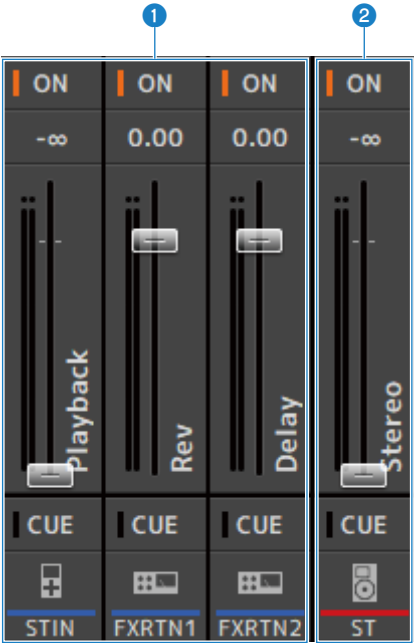 1 2
ON ON ON ON
-∞ 0.00 0.00 -∞
Playback Rev Delay Stereo
CUE CUE CUE CUE
STIN FXRTN1 FXRTN2 ST